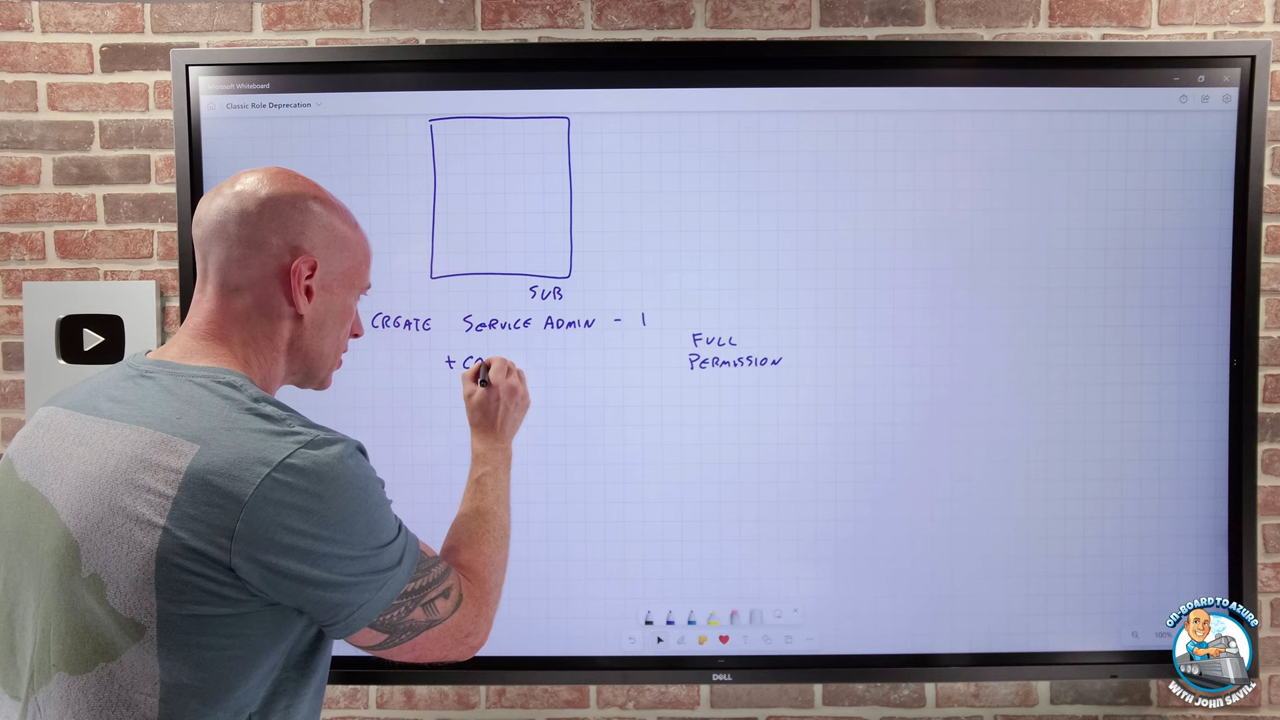 Microsoft Whiteboard
Classic Role Deprecation
SUB
CREATE SERVICE ADMIN - 1
FULL
+ CO
PERMISSION
100%
DELL
ON-BOARD TO AZURE
WITH JOHN SAVILL